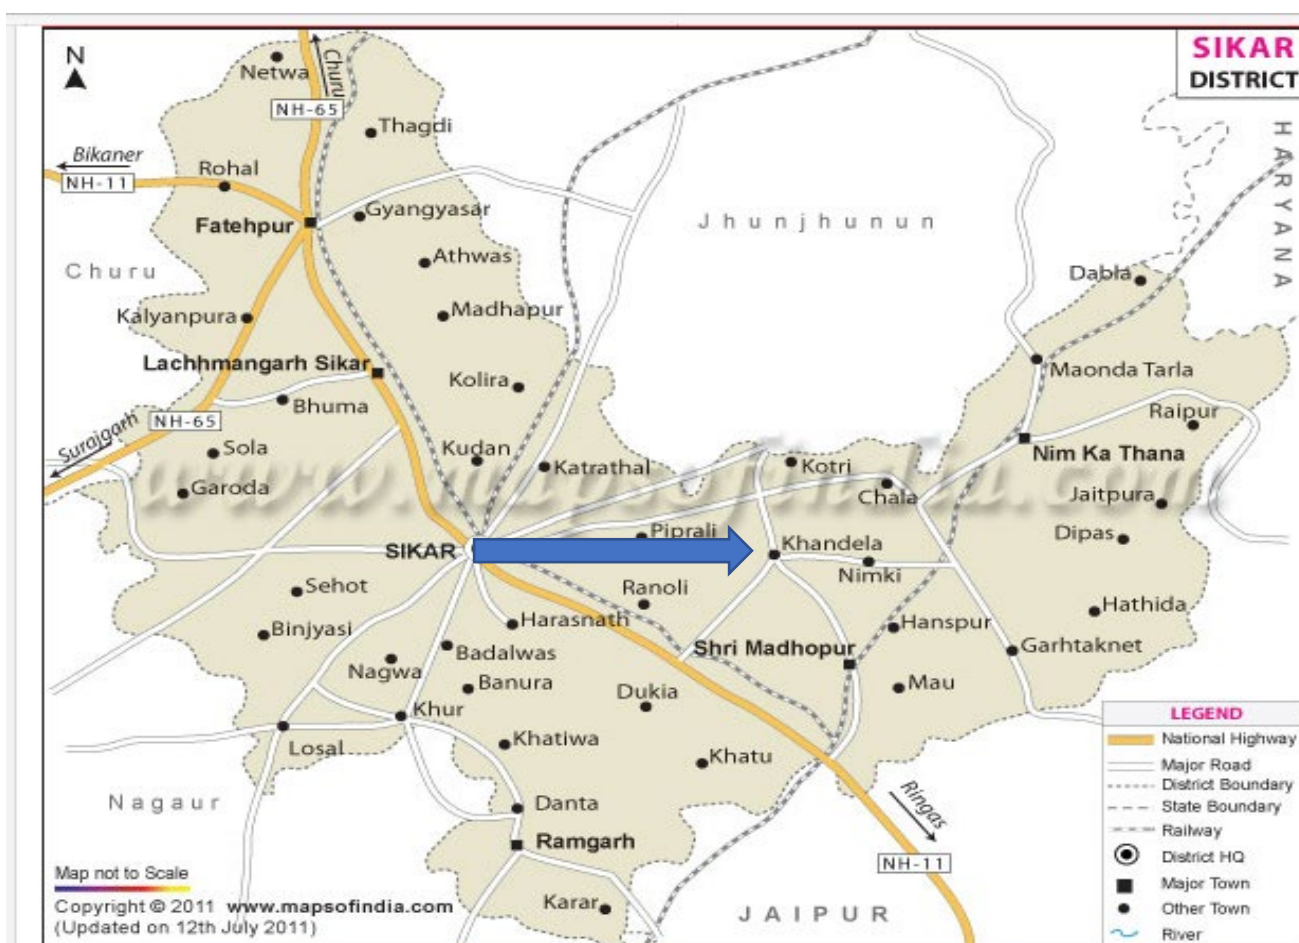 SIKAR
DISTRICT
N
Netwa
Churu
NH-65
Thagdi
Bikaner
NH-11
Rohal
Fatehpur
Gyangyasar
Jhunjhunun
HARYANA
Churu
Athwas
Dabla
Kalyanpura
Madhapur
Lachhmangarh Sikar
Kolira
Maonda Tarla
Bhuma
Raipur
NH-65
Surajgarh
Sola
Kudan
Katrathal
Kotri
Nim Ka Thana
www.mapsofindia.com
Garoda
Chala
Jaitpura
Piprali
Dipas
SIKAR
Khandela
Nimki
Sehot
Ranoli
Hathida
Binjyasi
Harasnath
Hanspur
Badalwas
Shri Madhopur
Garhtaknet
Nagwa
Banura
Dukia
Mau
Khur
Losal
Khatiwa
Khatu
Nagaur
Danta
Ringas
Ramgarh
NH-11
Karar
JAIPUR
LEGEND
National Highway
Major Road
District Boundary
State Boundary
Railway
District HQ
Major Town
Other Town
River
Map not to Scale
Copyright © 2011 www.mapsofindia.com
(Updated on 12th July 2011)